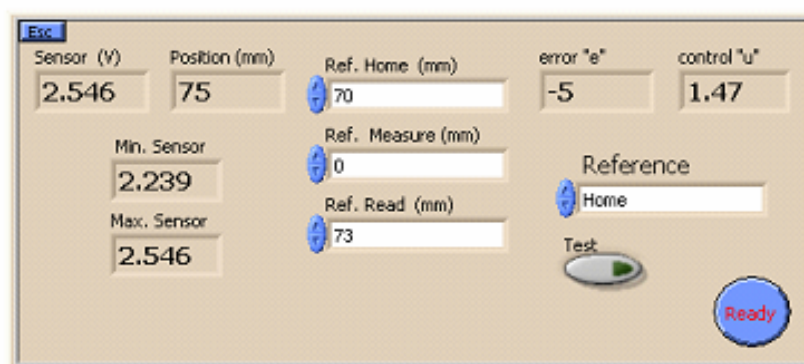 Esc
Sensor (V)
Position (mm)
2.546
75
Min. Sensor
2.239
Max. Sensor
2.546
Ref. Home (mm)
70
Ref. Measure (mm)
0
Ref. Read (mm)
73
error "e"
control "u"
-5
1.47
Reference
Home
Test
Ready